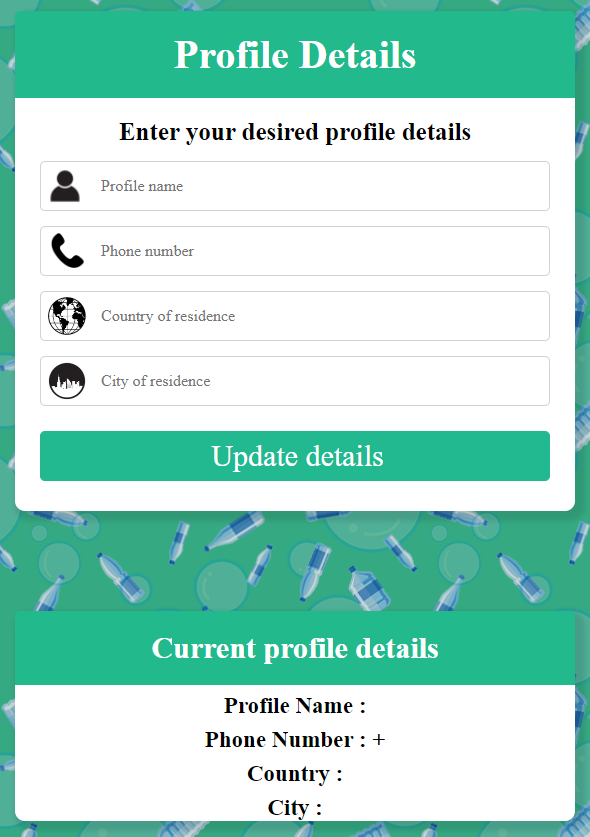 Profile Details
Enter your desired profile details
Profile name
Phone number
Country of residence
City of residence
Update details
Current profile details
Profile Name :
Phone Number : +
Country :
City :